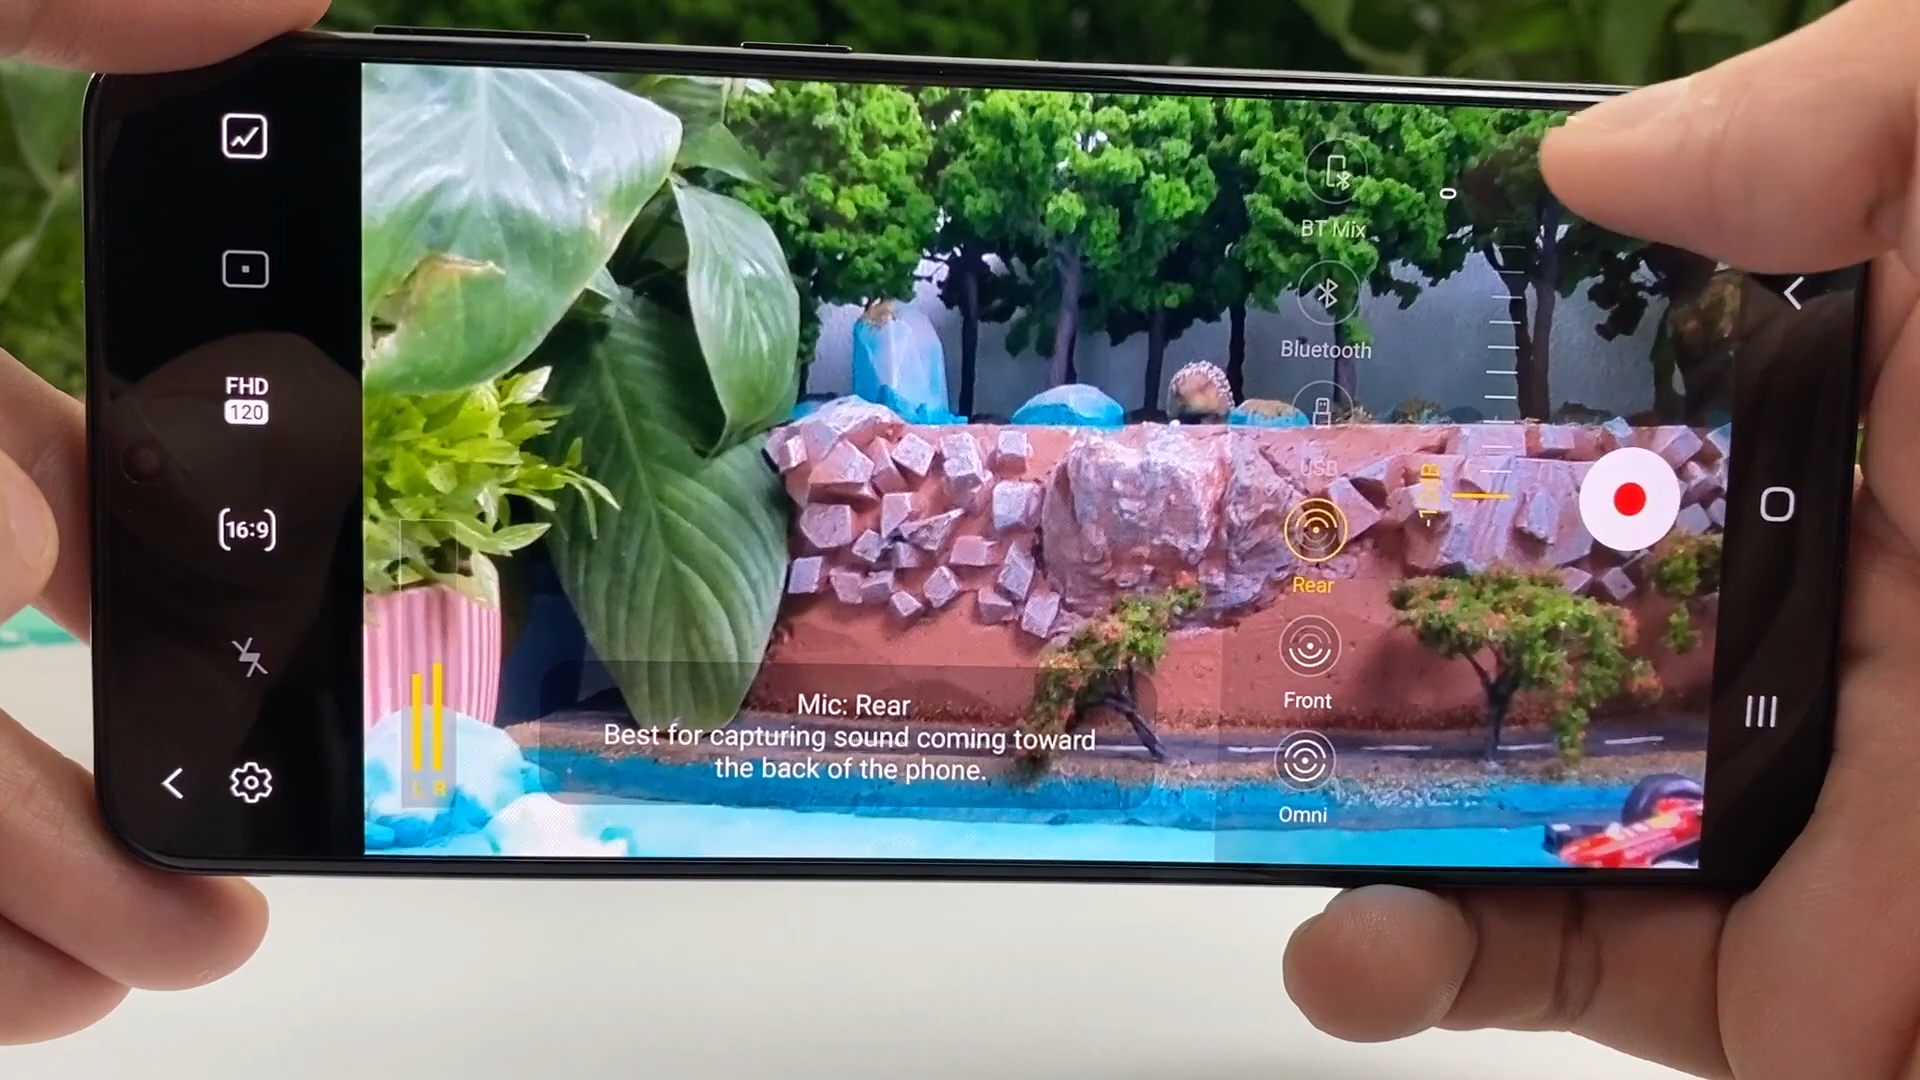 FHD
120
16:9
BT Mix
0
Bluetooth
USB
Rear
Front
Omni
Mic: Rear
Best for capturing sound coming toward
the back of the phone.
L R